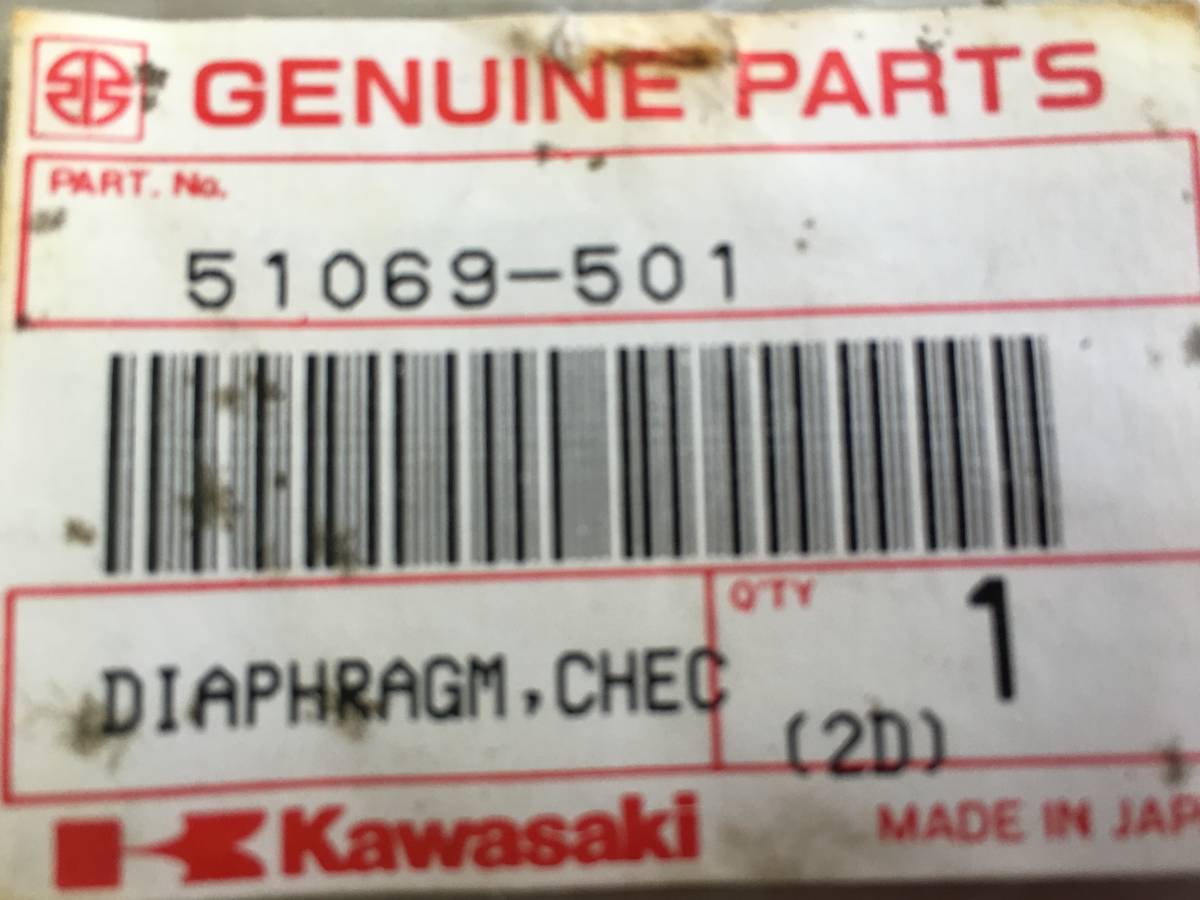 GENUINE PARTS
PART. No.
51069-501
DIAPHRAGM,CHEC
Q'TY
1
(2D)
Kawasaki
MADE IN JAP